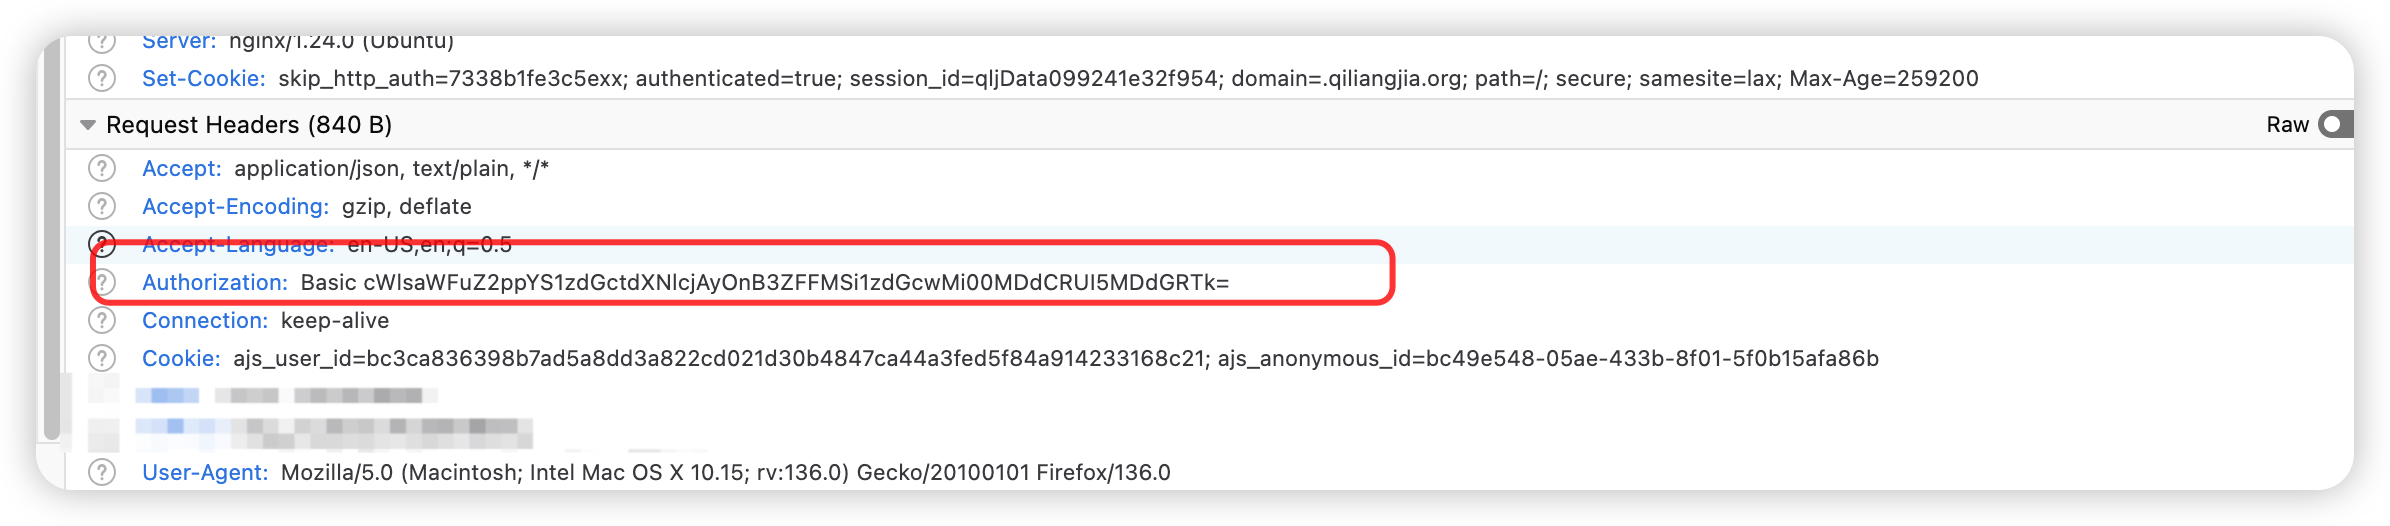 Server: nginx/1.24.0 (Ubuntu)
Set-Cookie: skip_http_auth=7338b1fe3c5exx; authenticated=true; session_id=qljData099241e32f954; domain=.qiliangjia.org; path=/; secure; samesite=lax; Max-Age=259200
Request Headers (840 B)
Raw
Accept: application/json, text/plain, */*
Accept-Encoding: gzip, deflate
Accept-Language: en-US,en;q=0.5
Authorization: Basic cWlsaWFuZ2ppYS1zdGctdXNlcjAyOnB3ZFFMSi1zdGcwMi00MDdCRUI5MDdGRTk=
Connection: keep-alive
Cookie: ajs_user_id=bc3ca836398b7ad5a8dd3a822cd021d30b4847ca44a3fed5f84a914233168c21; ajs_anonymous_id=bc49e548-05ae-433b-8f01-5f0b15afa86b
User-Agent: Mozilla/5.0 (Macintosh; Intel Mac OS X 10.15; rv:136.0) Gecko/20100101 Firefox/136.0